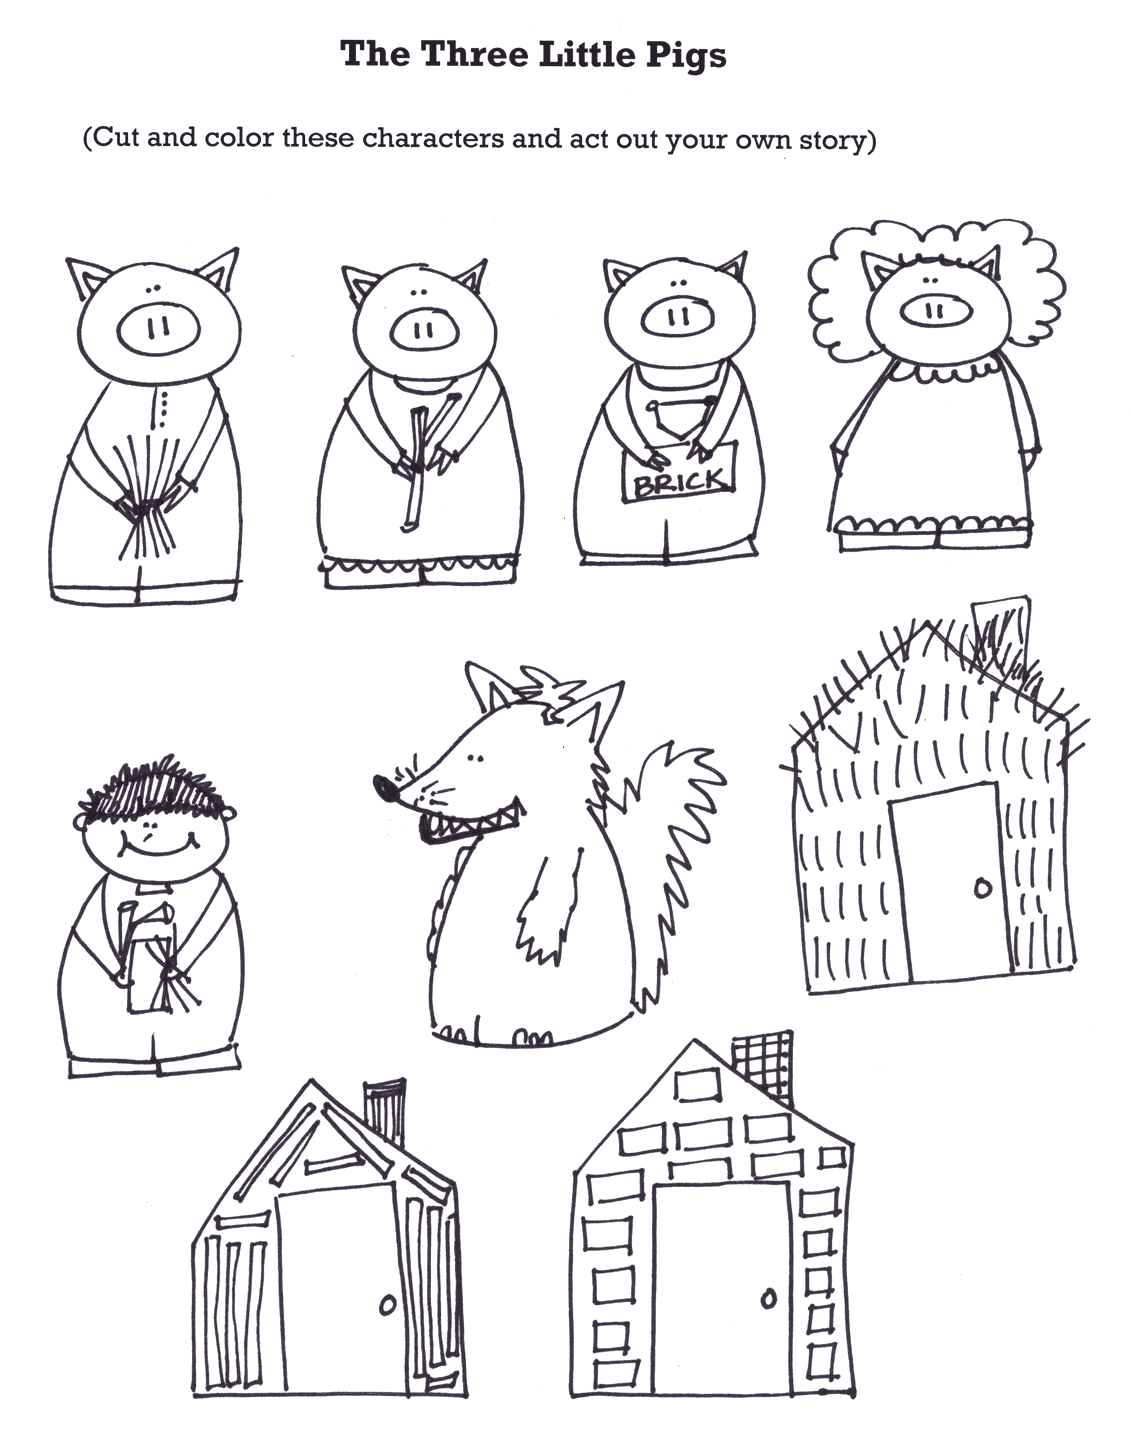 The Three Little Pigs
(Cut and color these characters and act out your own story)
BRICK